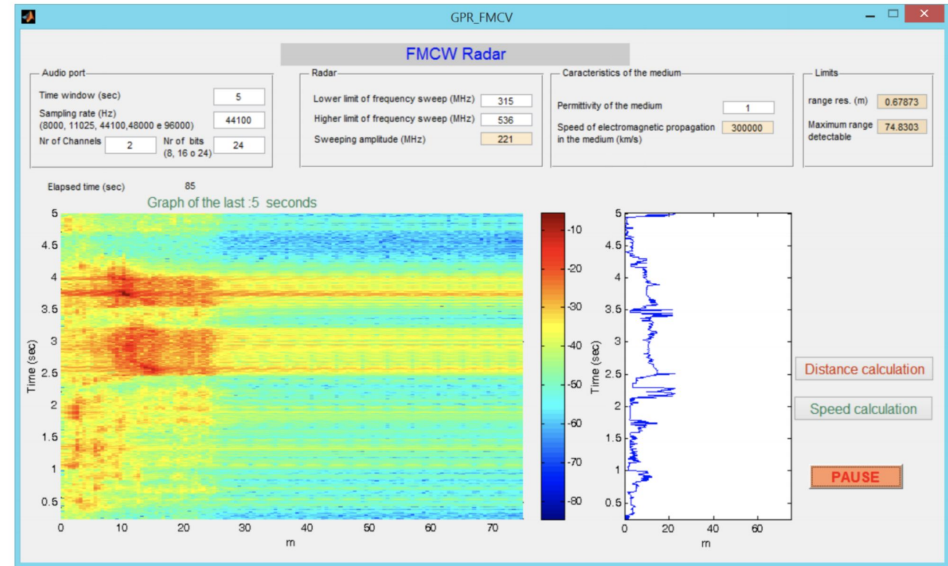 GPR_FMCV
FMCW Radar
Audio port
Time window (sec) 5
Sampling rate (Hz)
(8000, 11025, 44100,48000 e 96000) 44100
Nr of Channels 2 Nr of bits
(8, 16 o 24) 24
Radar
Lower limit of frequency sweep (MHz) 315
Higher limit of frequency sweep (MHz) 536
Sweeping amplitude (MHz) 221
Caracteristics of the medium
Permittivity of the medium 1
Speed of electromagnetic propagation
in the medium (km/s) 300000
Limits
range res. (m) 0.67873
Maximum range
detectable 74.8303
Elapsed time (sec) 85
Graph of the last :5 seconds
5
4.5
4
3.5
3
2.5
2
1.5
1
0.5
Time (sec)
0 10 20 30 40 50 60 70
m
-10
-20
-30
-40
-50
-60
-70
-80
5
4.5
4
3.5
3
2.5
2
1.5
1
0.5
Time (sec)
0 20 40 60
m
Distance calculation
Speed calculation
PAUSE